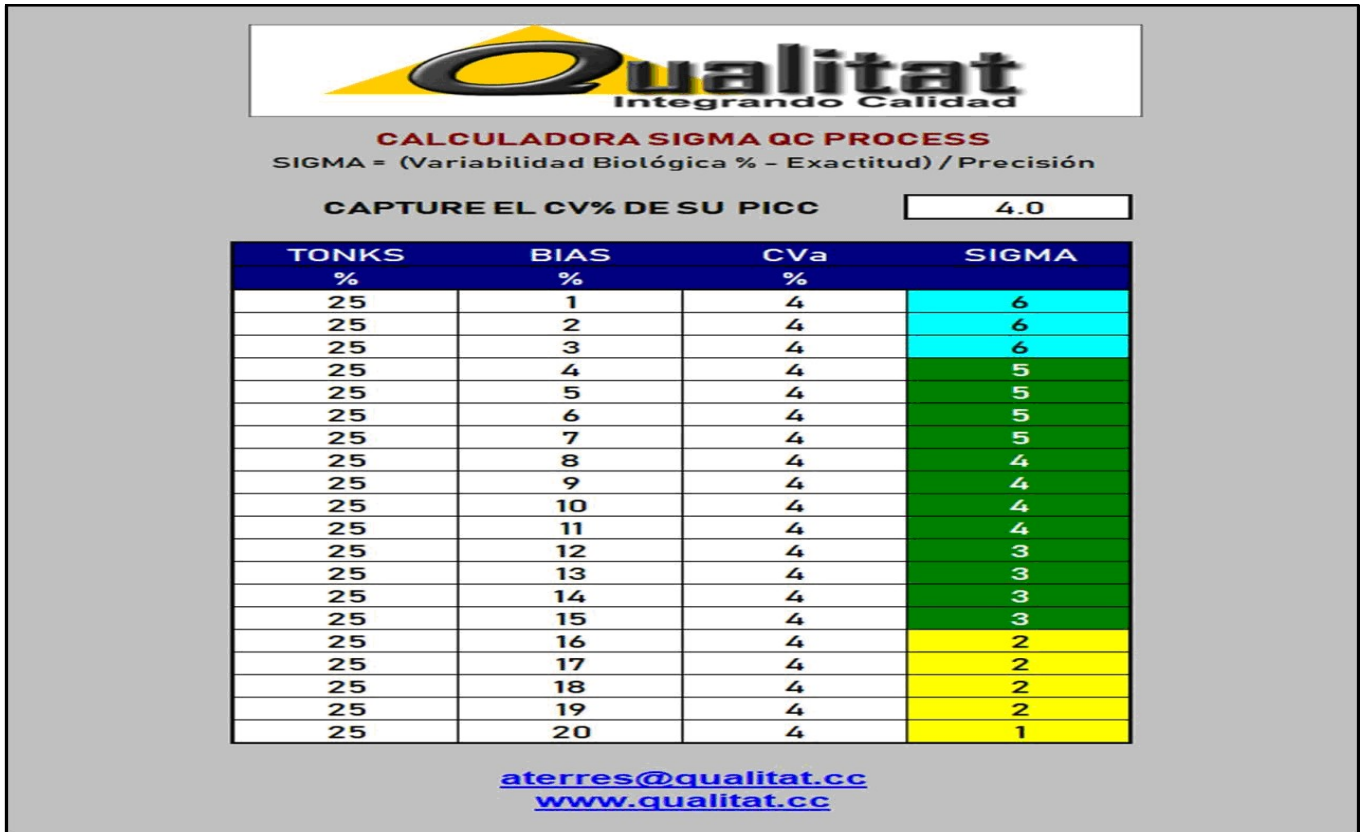 Qualitat
Integrando Calidad
CALCULADORA SIGMA QC PROCESS
SIGMA = (Variabilidad Biológica % - Exactitud) / Precisión
CAPTURE EL CV% DE SU PICC 4.0
TONKS BIAS CVa SIGMA
% % %
25 1 4 6
25 2 4 6
25 3 4 6
25 4 4 5
25 5 4 5
25 6 4 5
25 7 4 5
25 8 4 4
25 9 4 4
25 10 4 4
25 11 4 4
25 12 4 3
25 13 4 3
25 14 4 3
25 15 4 3
25 16 4 2
25 17 4 2
25 18 4 2
25 19 4 2
25 20 4 1
aterres@qualitat.cc
www.qualitat.cc